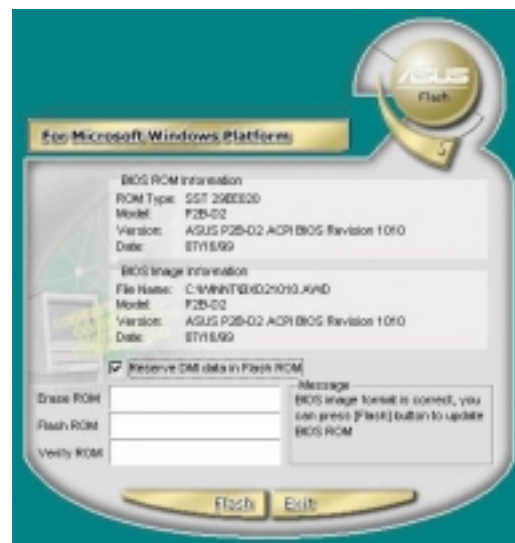 ASUS
Flash
For Microsoft Windows Platform
BIOS ROM Information
ROM Type: SST 29EE020
Model: P2B-D2
Version: ASUS P2B-D2 ACPI BIOS Revision 1010
Date: 07/16/99
BIOS Image Information
File Name:
Model: P2B-D2
Version: ASUS P2B-D2 ACPI BIOS Revision 1010
Date: 07/16/99
Reserve DMI data in Flash ROM
Erase ROM
Flash ROM
Verify ROM
Message
BIOS image format is correct, you
can press [Flash] button to update
BIOS ROM
Flash Exit